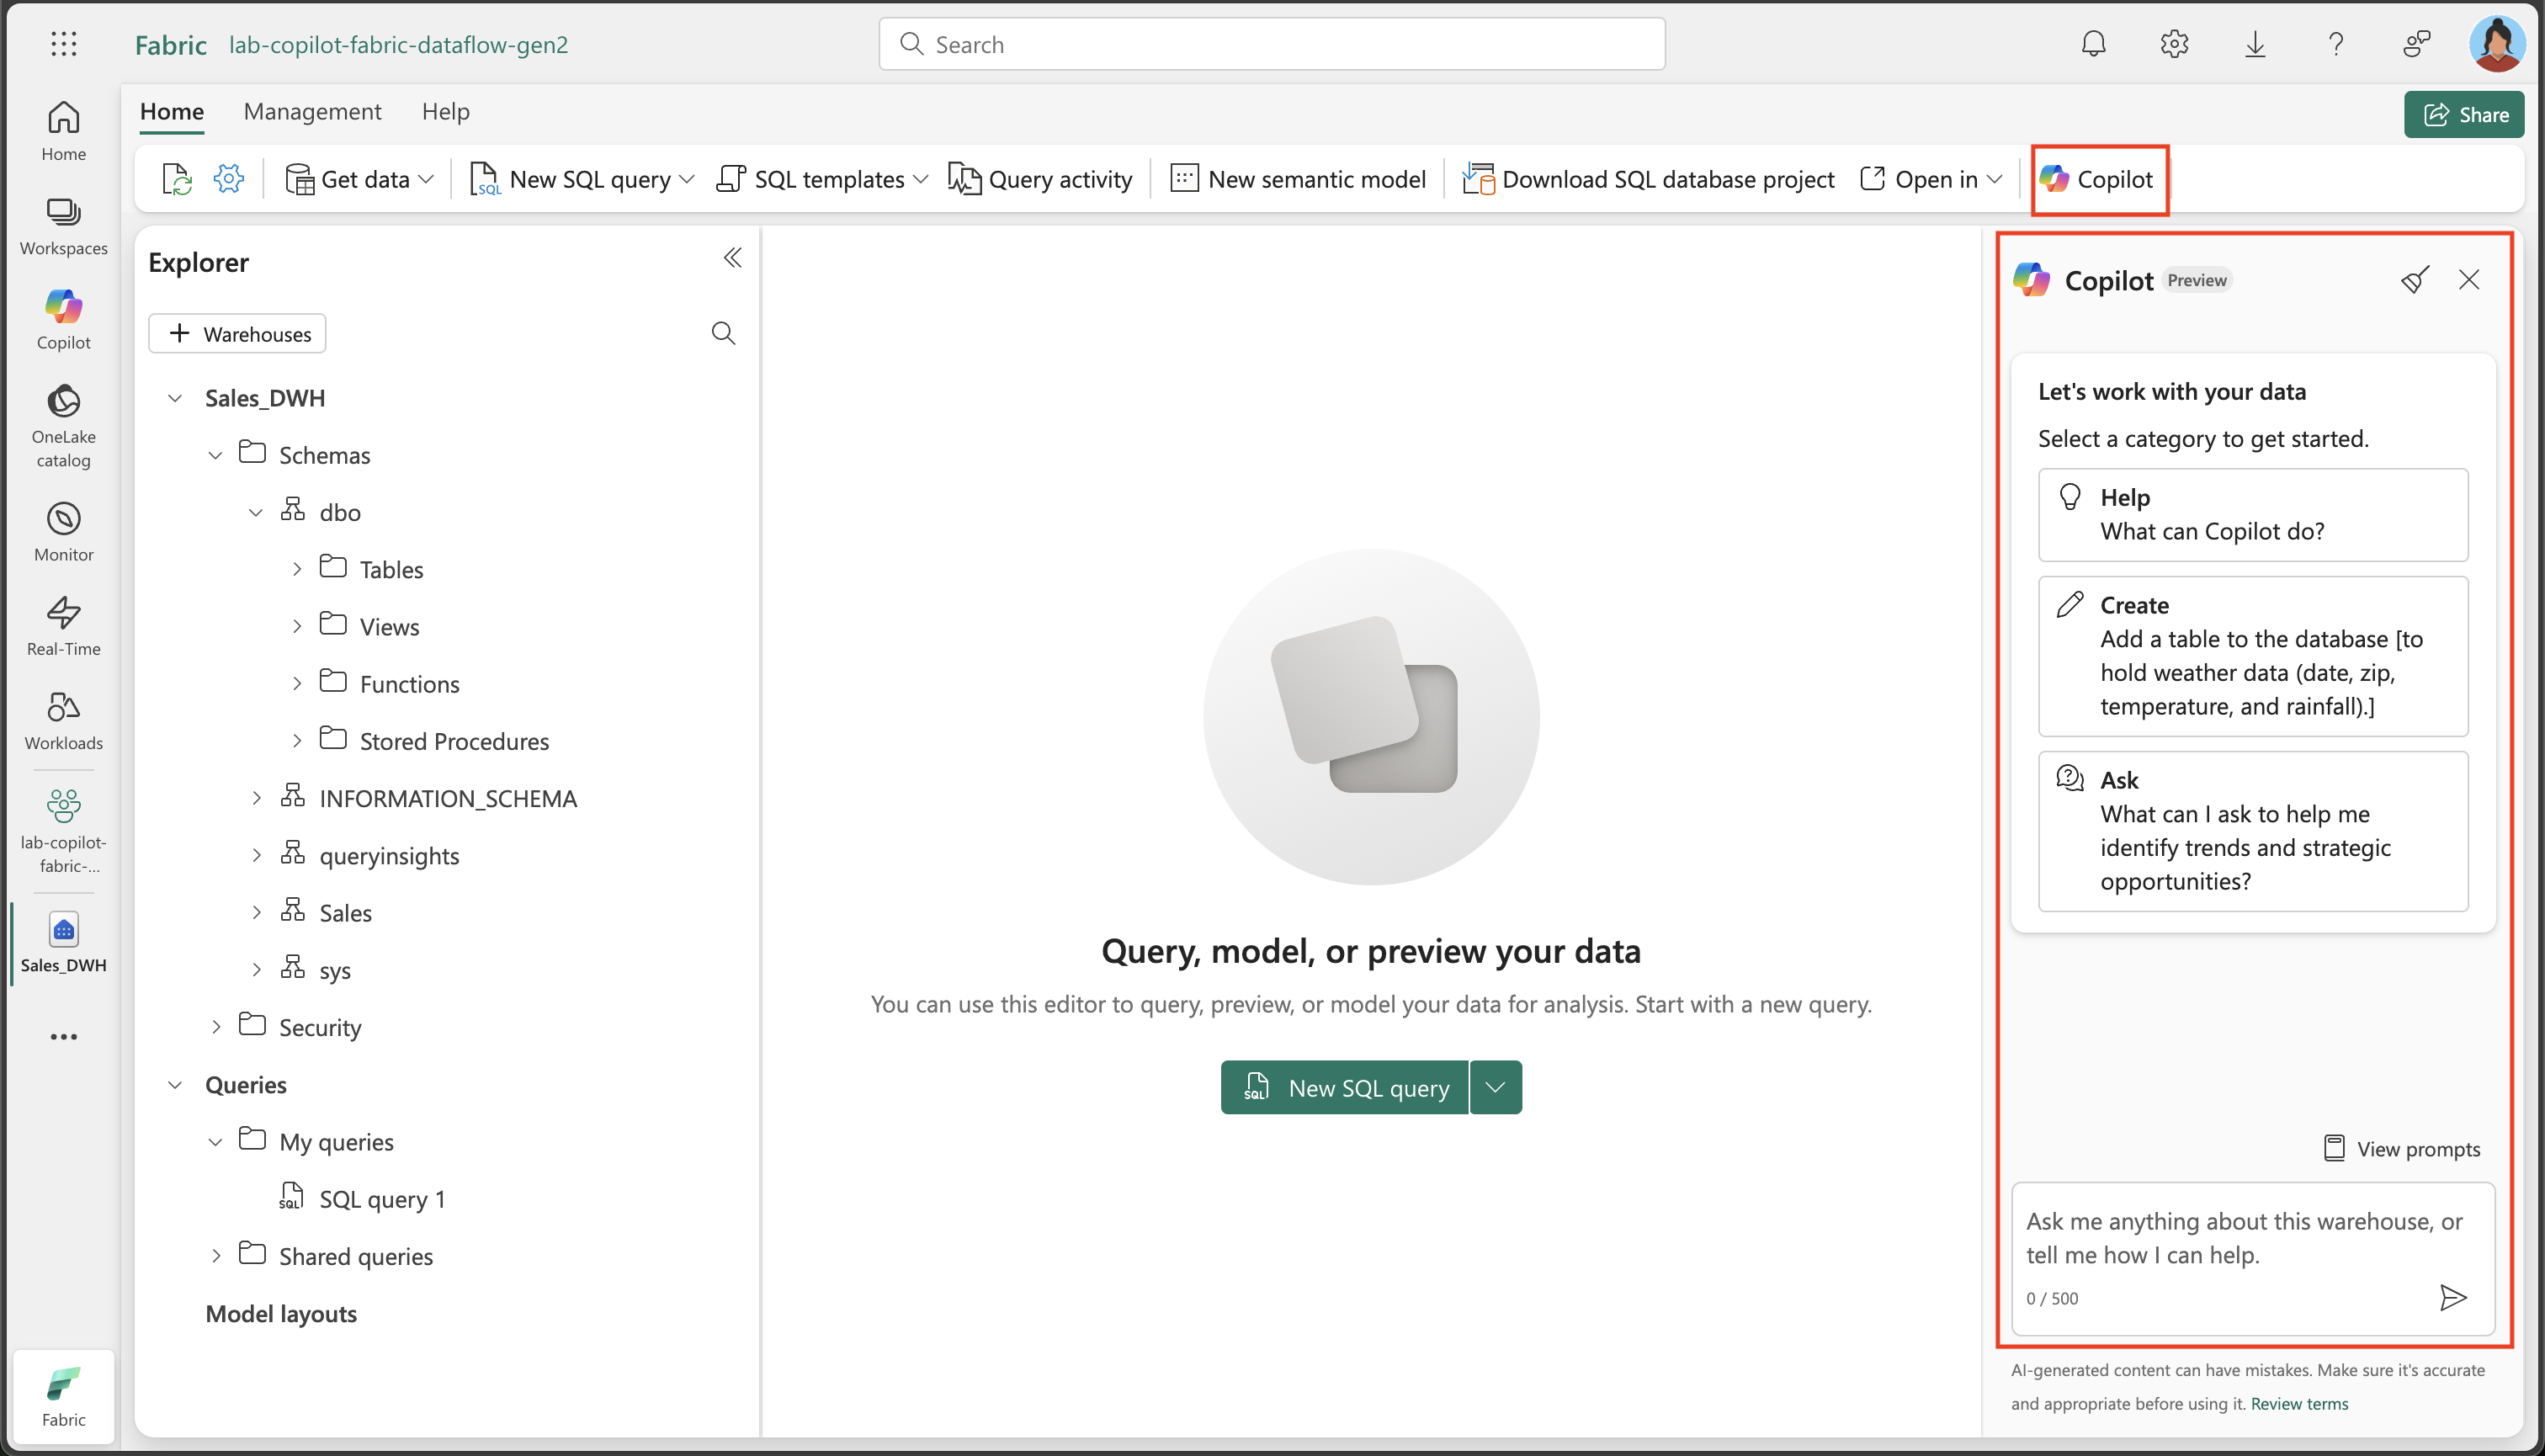 Fabric lab-copilot-fabric-dataflow-gen2
Search
Home Management Help
Share
Get data
New SQL query
SQL
SQL templates
Query activity
New semantic model
Download SQL database project
Open in
Copilot
Home
Workspaces
Copilot
OneLake
catalog
Monitor
Real-Time
Workloads
lab-copilot-
fabric-...
Sales_DWH
Fabric
Explorer
Warehouses
Sales_DWH
Schemas
dbo
Tables
Views
Functions
Stored Procedures
INFORMATION_SCHEMA
queryinsights
Sales
sys
Security
Queries
My queries
SQL SQL query 1
Shared queries
Model layouts
Query, model, or preview your data
You can use this editor to query, preview, or model your data for analysis. Start with a new query.
SQL New SQL query
Copilot Preview
Let's work with your data
Select a category to get started.
Help
What can Copilot do?
Create
Add a table to the database [to
hold weather data (date, zip,
temperature, and rainfall).]
Ask
What can I ask to help me
identify trends and strategic
opportunities?
View prompts
Ask me anything about this warehouse, or
tell me how I can help.
0 / 500
AI-generated content can have mistakes. Make sure it's accurate
and appropriate before using it. Review terms